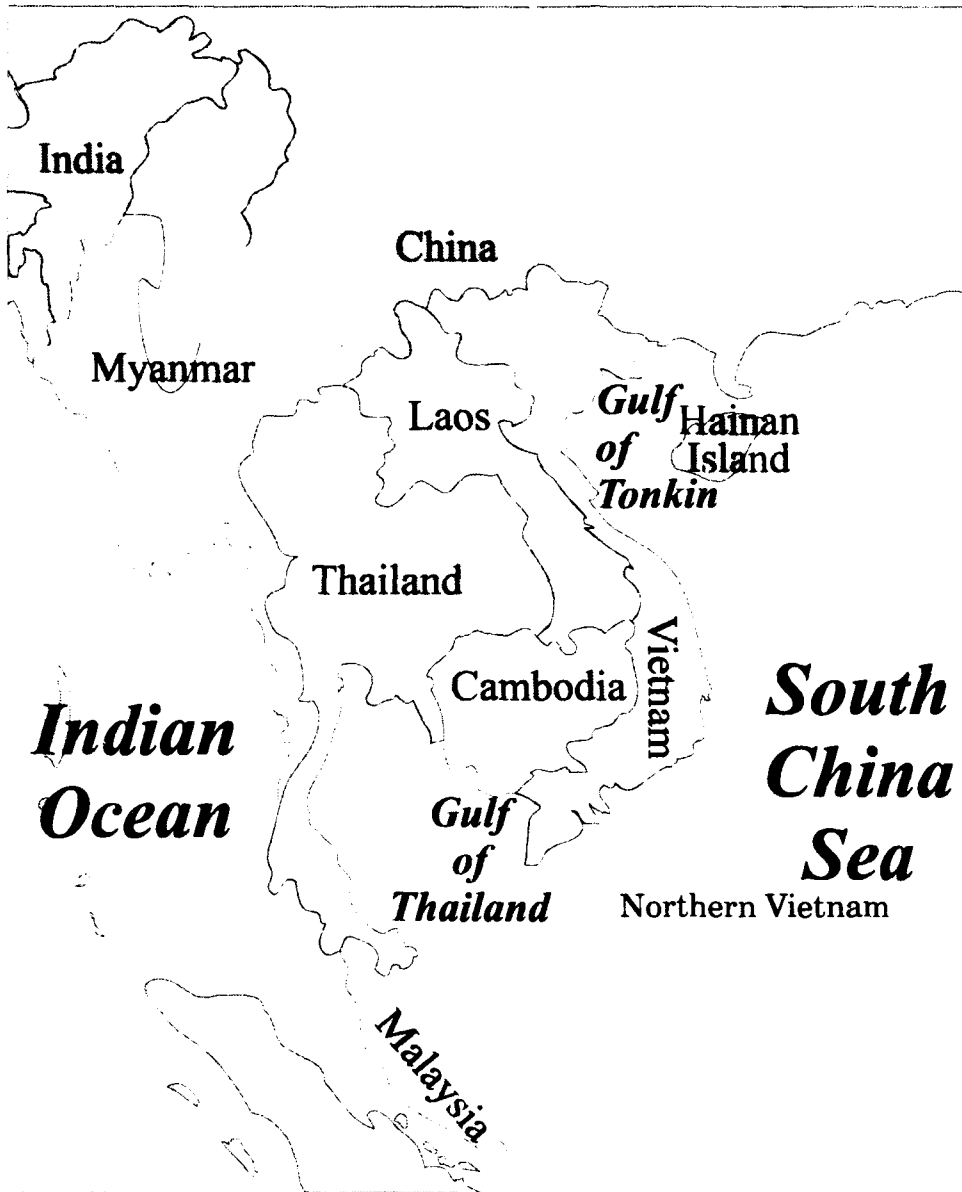 India
China
Myanmar
Laos
Gulf
of
Tonkin
Hainan
Island
Thailand
Vietnam
Cambodia
Indian
Ocean
South
China
Sea
Gulf
of
Thailand
Northern Vietnam
Malaysia